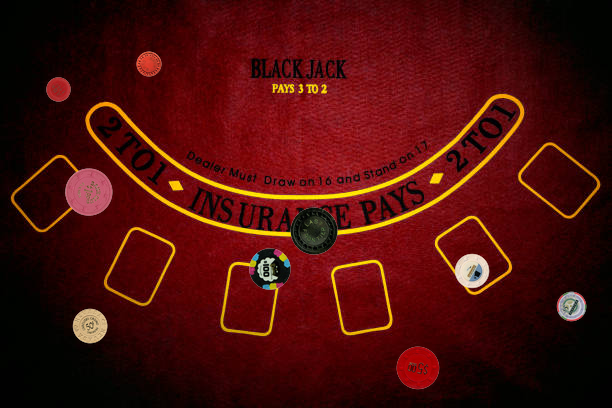 BLACK JACK
PAYS 3 TO 2
Dealer Must Draw on 16 and Stand on 17
2 TO 1 INSURANCE PAYS 2 TO 1
100